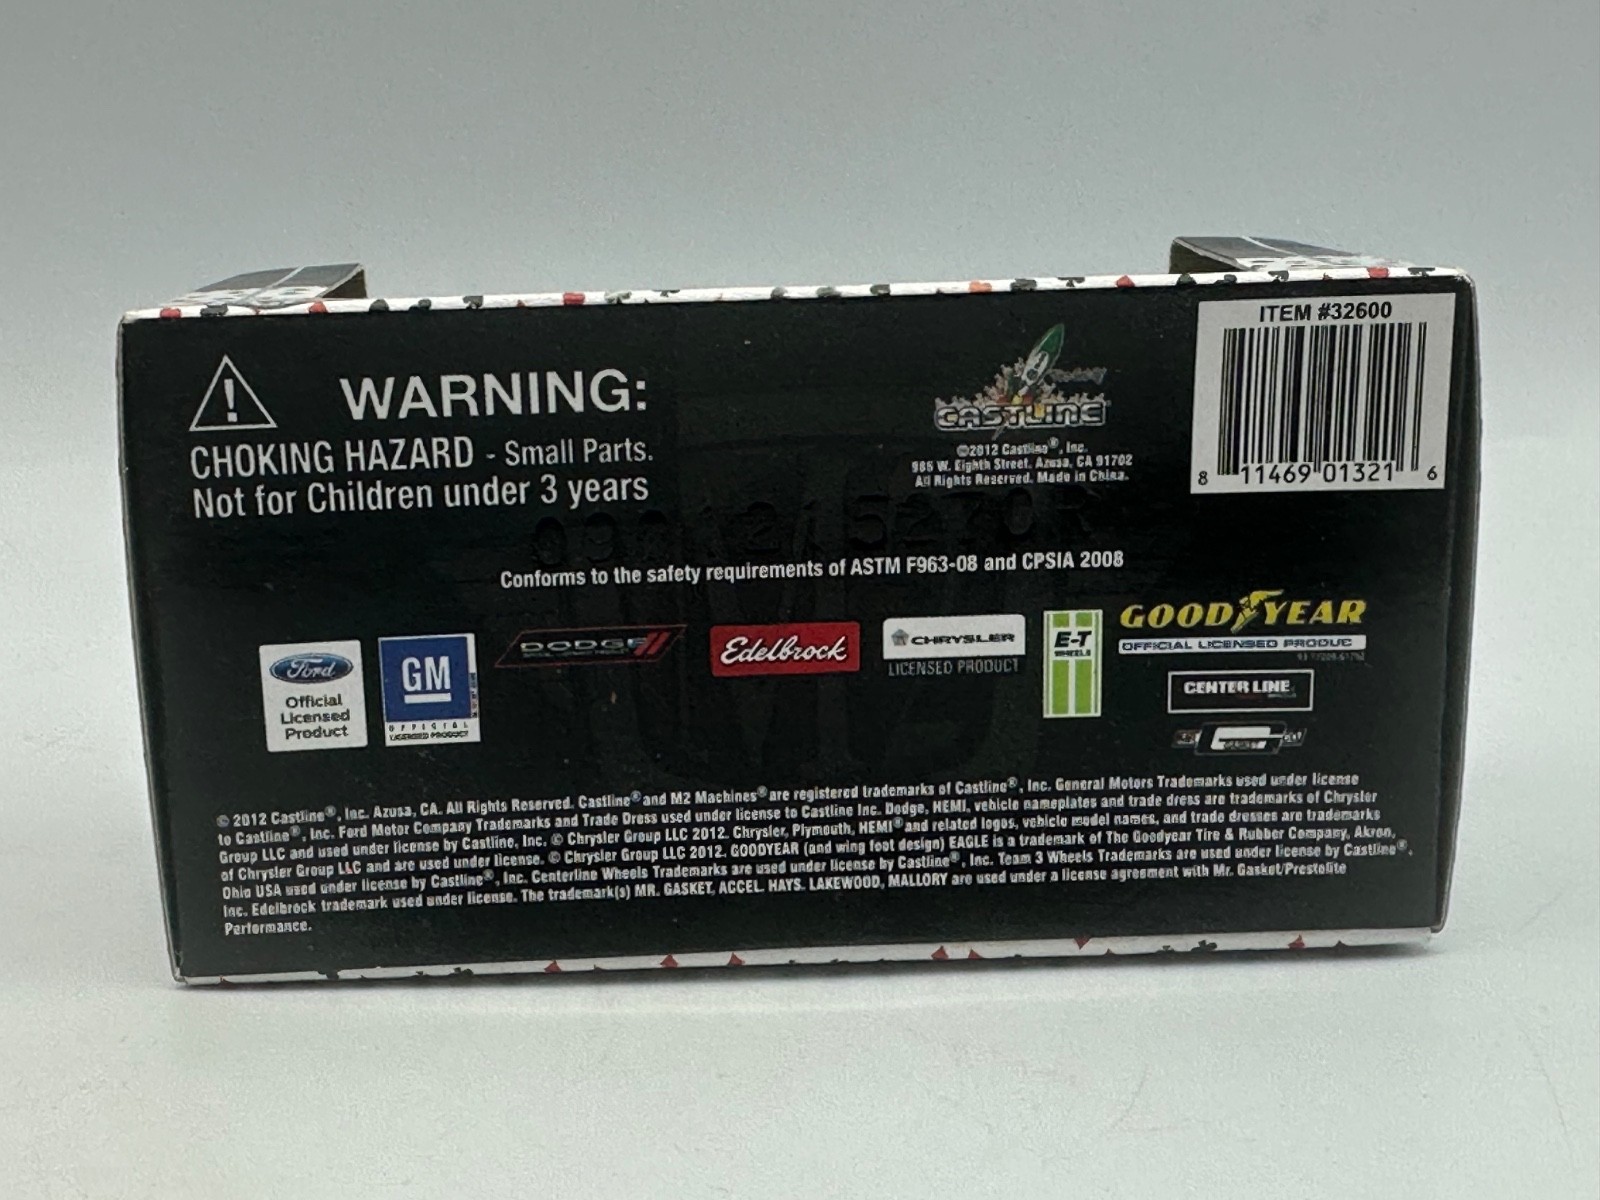 WARNING:
CHOKING HAZARD - Small Parts.
Not for Children under 3 years
CASTLINE
©2012 Castline®, Inc.
986 W. Eighth Street. Azusa, CA 91702
All Rights Reserved. Made in China.
ITEM #32600
8 11469 01321 6
Conforms to the safety requirements of ASTM F963-08 and CPSIA 2008
Ford
Official
Licensed
Product
GM
OFFICIAL
LICENSED PRODUCT
DODGE
Edelbrock
CHRYSLER
LICENSED PRODUCT
E-T
WHEELS
GOODYEAR
OFFICIAL LICENSED PRODUC
CENTER LINE
GASKET
© 2012 Castline®, Inc. Azusa, CA. All Rights Reserved. Castline® and M2 Machines® are registered trademarks of Castline®, Inc. General Motors Trademarks used under license
to Castline®, Inc. Ford Motor Company Trademarks and Trade Dress used under license to Castline Inc. Dodge, HEMI, vehicle nameplates and trade dress are trademarks of Chrysler
Group LLC and used under license by Castline, Inc. © Chrysler Group LLC 2012. Chrysler, Plymouth, HEMI® and related logos, vehicle model names, and trade dresses are trademarks
of Chrysler Group LLC and are used under license. © Chrysler Group LLC 2012. GOODYEAR (and wing foot design) EAGLE is a trademark of The Goodyear Tire & Rubber Company, Akron,
Ohio USA used under license by Castline®, Inc. Centerline Wheels Trademarks are used under license by Castline®, Inc. Team 3 Wheels Trademarks are used under license by Castline®,
Inc. Edelbrock trademark used under license. The trademark(s) MR. GASKET, ACCEL. HAYS. LAKEWOOD, MALLORY are used under a license agreement with Mr. Gasket/Prestolite
Performance.